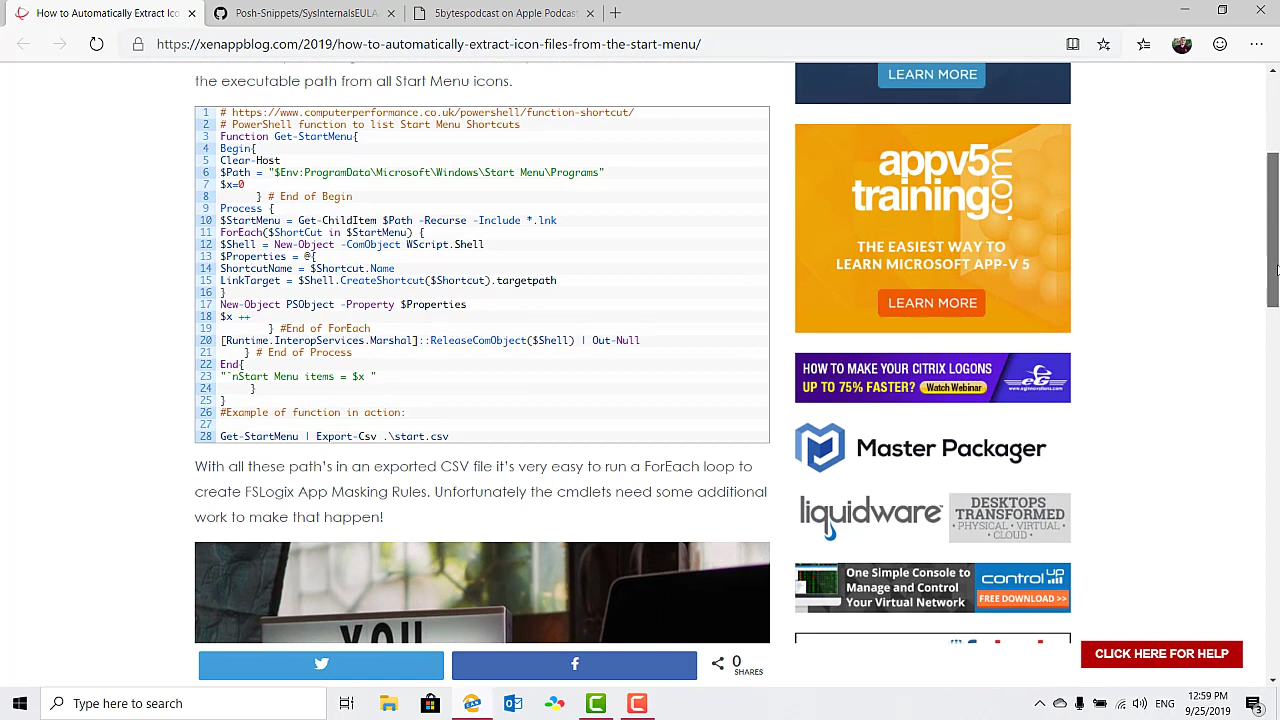 How to Automatically Extract Ico
Posh-Snippets/SysInternalsEULA
5bytespodcast on Apple Podcast
https://xenappblog.com/2019/how-to-automatically-extract-icon-files-from-the-start-menu/
the executible path from all Start Menu icons.
1 # https://www.computerperformance.co.uk/powershell/function-shortcut/
2 # PowerShell function to list Start Menu Shortcuts
3 Function Get-StartMenu{
4 Begin{
5 Clear-Host
6 $Path = "$Env:ProgramData\Microsoft\Windows\Start Menu\Programs"
7 $x=0
8 } # End of Begin
9 Process {
10 $StartMenu = Get-ChildItem $Path -Recurse -Include *.lnk
11 ForEach($ShortCut in $StartMenu) {
12 $Shell = New-Object -ComObject WScript.Shell
13 $Properties = @{
14 ShortcutName = $Shortcut.Name
15 LinkTarget = $Shell.CreateShortcut($Shortcut).targetpath
16 }
17 New-Object PSObject -Property $Properties
18 $x ++
19 } #End of ForEach
20 [Runtime.InteropServices.Marshal]::ReleaseComObject($Shell) | Out-Null
21 } # End of Process
22 End{
23 "`nStart Menu items = $x "
24 }
25 }
26 #Example of function in action:
27
28 Get-StartMenu | Export-Csv .\start.csv
With all these path's in an exported CSV file it's very easy to run a ForEach loop to
create FSLogix App Masking Rules. Unfortunately the cmdlets need some additional
work to make that happen!
YOU
0
SHARES
LEARN MORE
appv5
training
.com
THE EASIEST WAY TO
LEARN MICROSOFT APP-V 5
LEARN MORE
HOW TO MAKE YOUR CITRIX LOGONS
UP TO 75% FASTER? Watch Webinar
eG
www.eginnovations.com
Master Packager
liquidware™
DESKTOPS
TRANSFORMED
• PHYSICAL • VIRTUAL •
• CLOUD •
One Simple Console to
Manage and Control
Your Virtual Network
control up
FREE DOWNLOAD >>
CLICK HERE FOR HELP
Type here to search
ENG
12:59 PM
9/25/2019
3